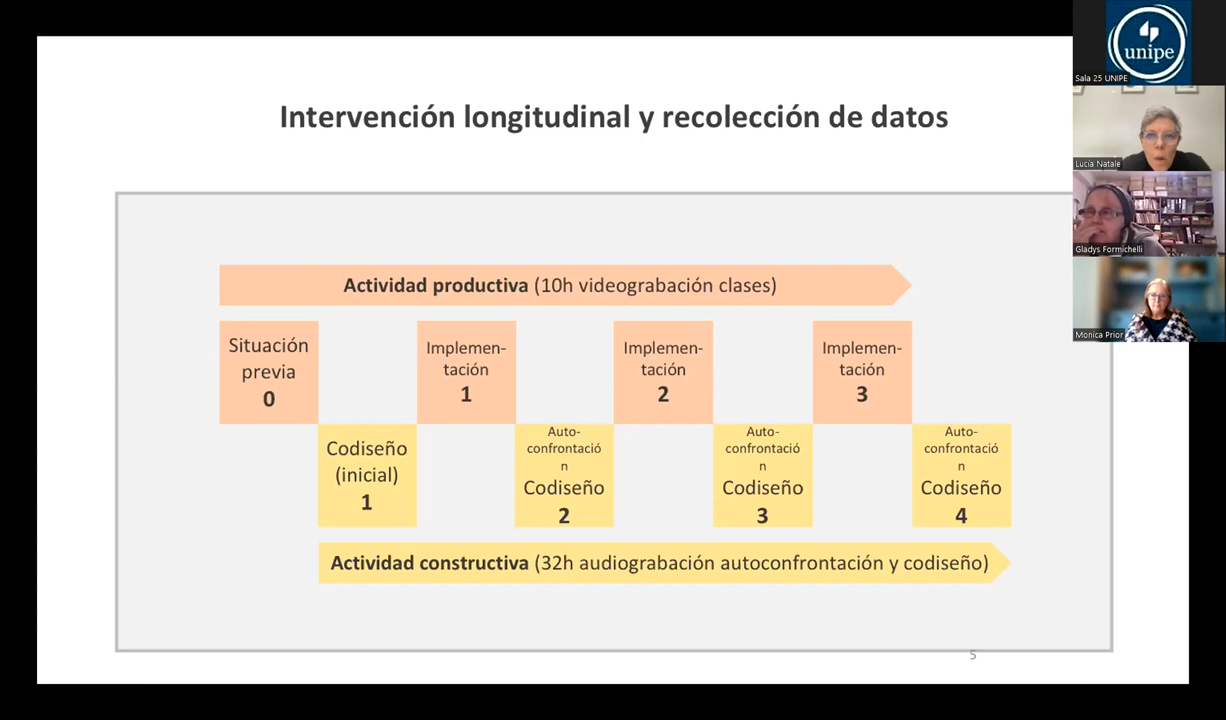 Intervención longitudinal y recolección de datos
Actividad productiva (10h videograbación clases)
Situación
previa
0
Implemen-
tación
1
Implemen-
tación
2
Implemen-
tación
3
Codiseño
(inicial)
1
Auto-
confrontació
n
Codiseño
2
Auto-
confrontació
n
Codiseño
3
Auto-
confrontació
n
Codiseño
4
Actividad constructiva (32h audiograbación autoconfrontación y codiseño)
5
unipe
Sala 25 UNIPE
Lucía Natale
Gladys Formichelli
Monica Prior